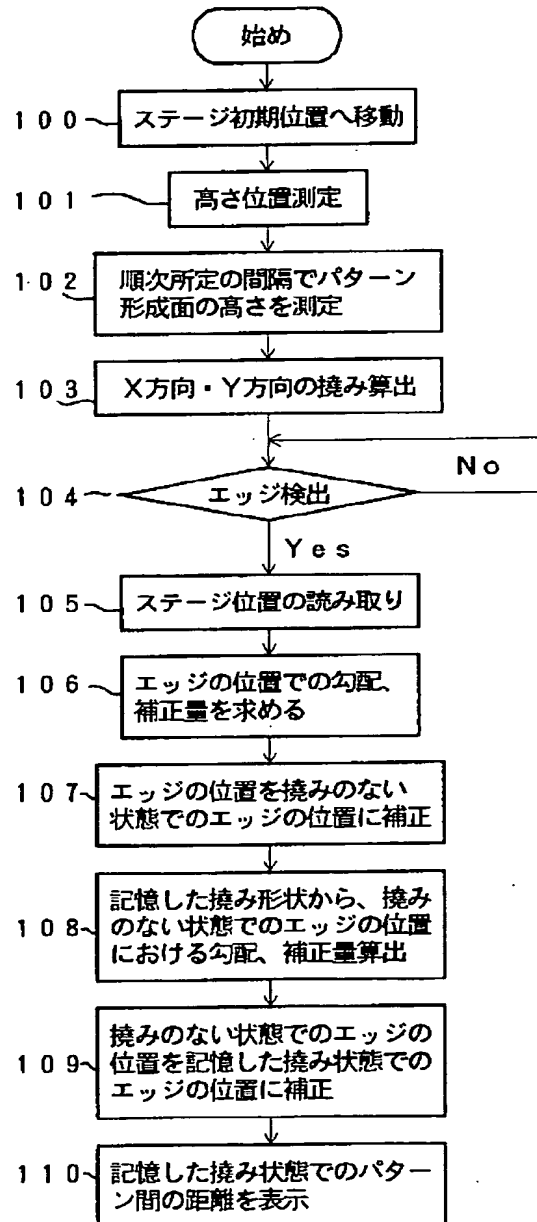 始め
100
ステージ初期位置へ移動
101
高さ位置測定
102
順次所定の間隔でパターン
形成面の高さを測定
103
X方向・Y方向の撓み算出
No
104
エッジ検出
Yes
105
ステージ位置の読み取り
106
エッジの位置での勾配、
補正量を求める
107
エッジの位置を撓みのない
状態でのエッジの位置に補正
108
記憶した撓み形状から、撓み
のない状態でのエッジの位置
における勾配、補正量算出
109
撓みのない状態でのエッジの
位置を記憶した撓み状態での
エッジの位置に補正
110
記憶した撓み状態でのパター
ン間の距離を表示